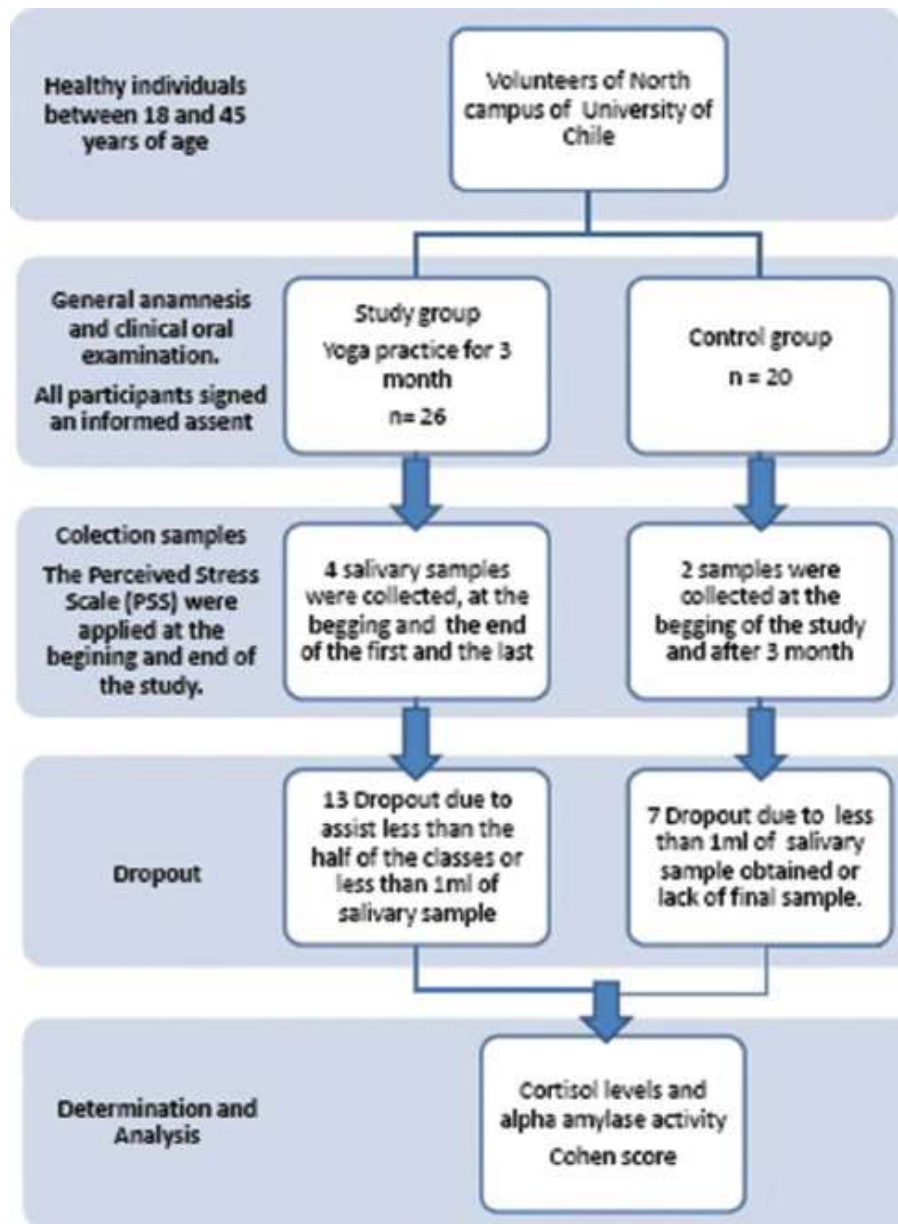 Healthy individuals
between 18 and 45
years of age
Volunteers of North
campus of University of
Chile
General anamnesis
and clinical oral
examination.
All participants signed
an informed assent
Study group
Yoga practice for 3
month
n= 26
Control group
n = 20
Colection samples
The Perceived Stress
Scale (PSS) were
applied at the
begining and end of
the study.
4 salivary samples
were collected, at the
begging and the end
of the first and the last
2 samples were
collected at the
begging of the study
and after 3 month
Dropout
13 Dropout due to
assist less than the
half of the classes or
less than 1ml of
salivary sample
7 Dropout due to less
than 1ml of salivary
sample obtained or
lack of final sample.
Determination and
Analysis
Cortisol levels and
alpha amylase activity
Cohen score